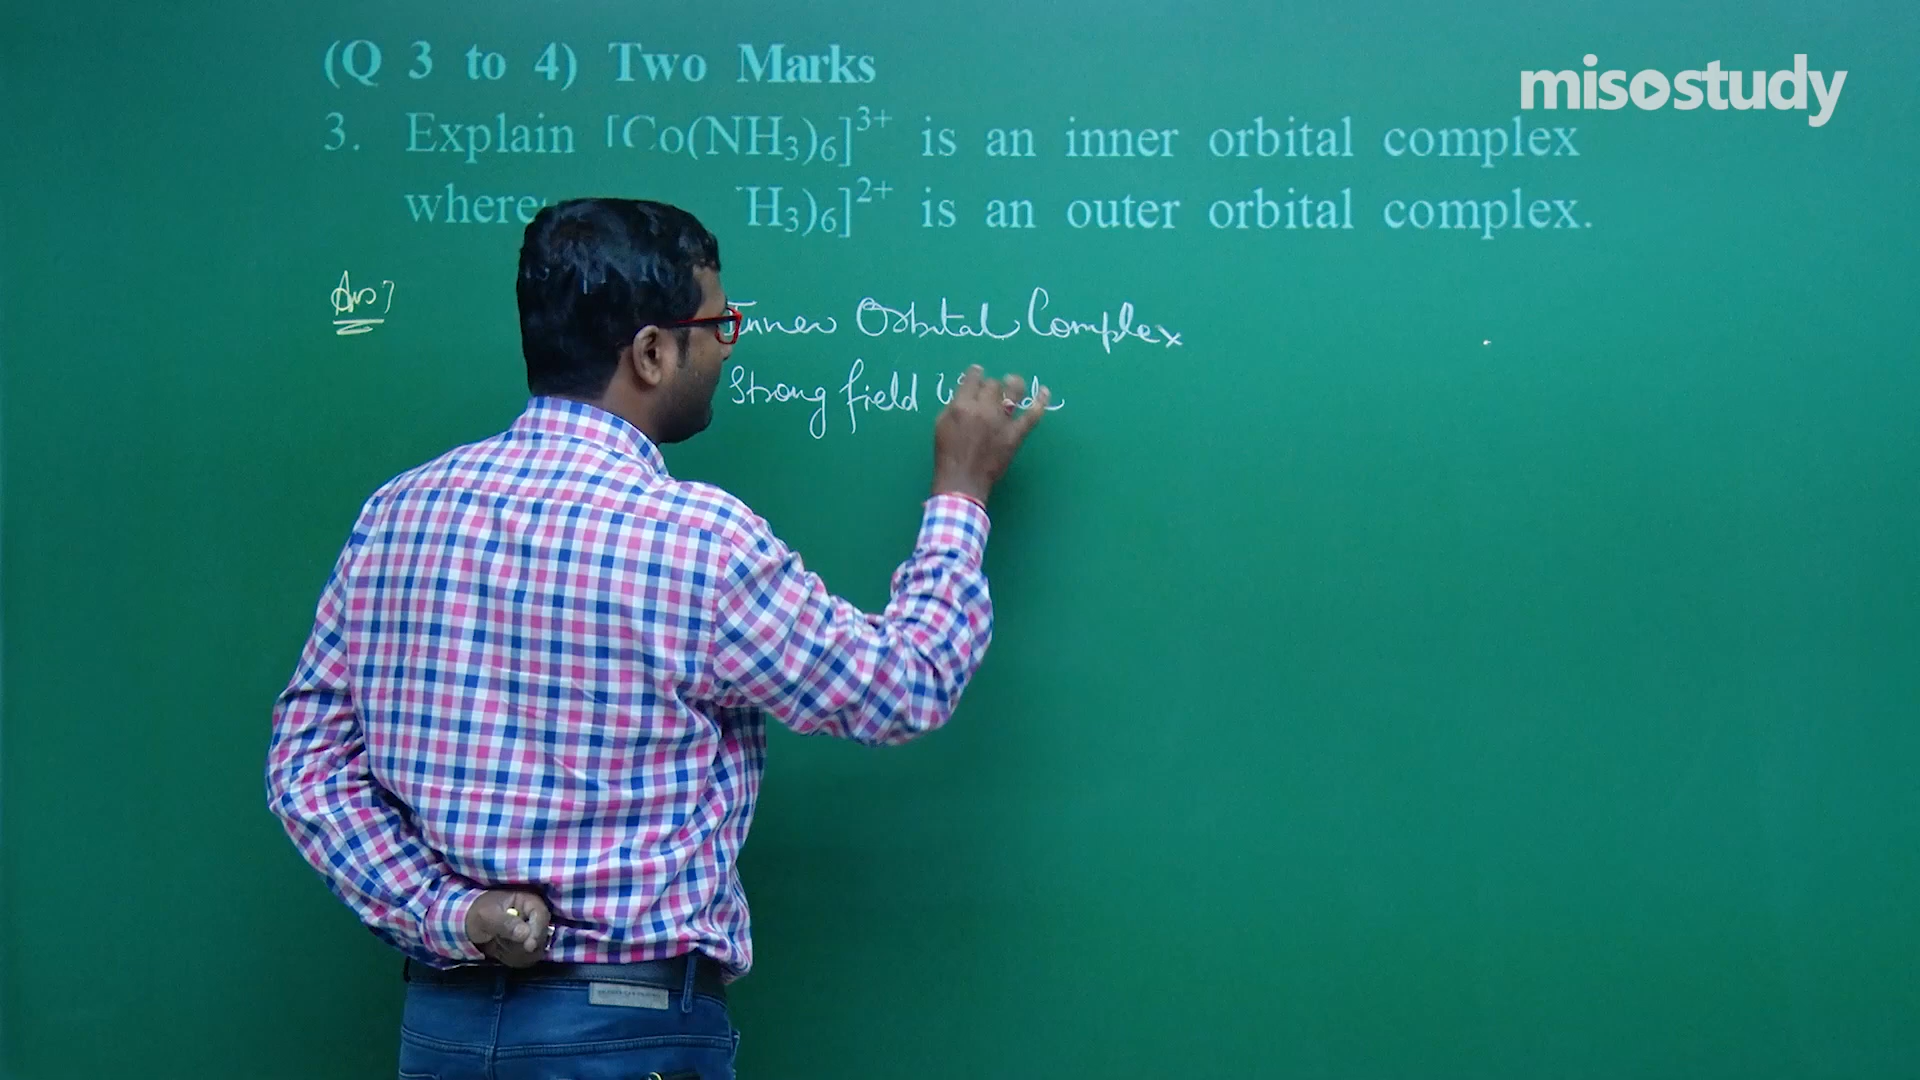 (Q 3 to 4) Two Marks
misostudy
3. Explain [Co(NH₃)₆]³⁺ is an inner orbital complex
H₃)₆]²⁺ is an outer orbital complex.
Ans
Inner Orbital Complex
Strong field